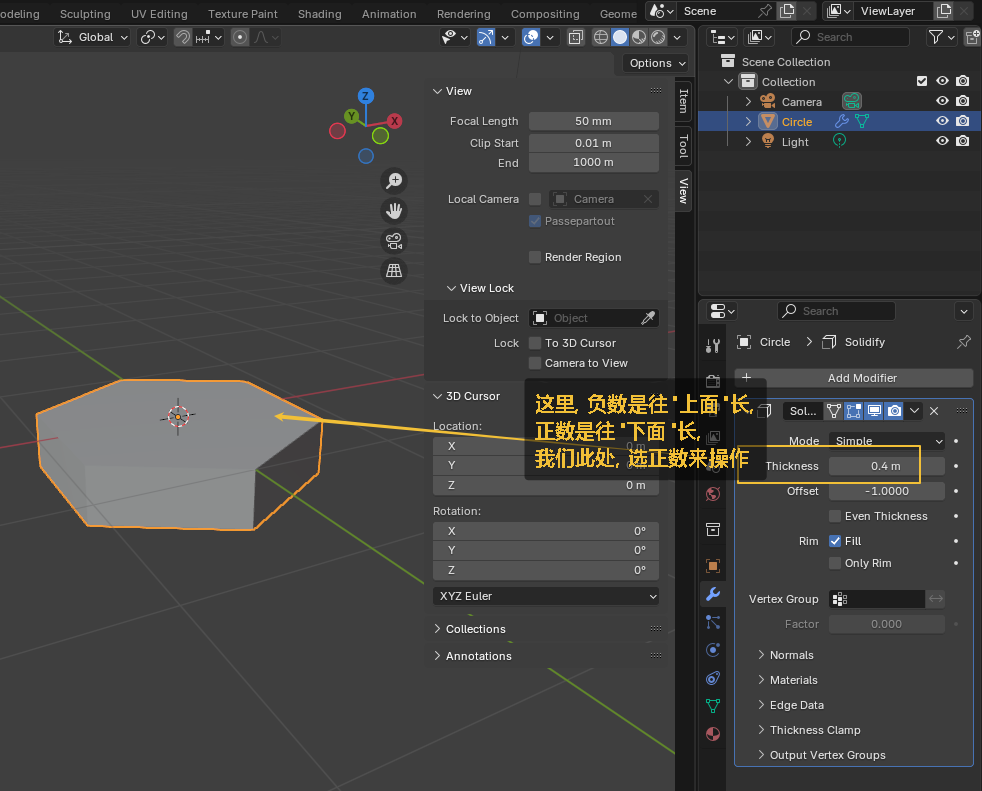 odeling Sculpting UV Editing Texture Paint Shading Animation Rendering Compositing Geome Scene ViewLayer
Global
Options
Search
Scene Collection
Collection
Camera
Circle
Light
Z
Y
X
Item
Tool
View
View
Focal Length 50 mm
Clip Start 0.01 m
End 1000 m
Local Camera Camera
Passepartout
Render Region
View Lock
Lock to Object Object
Lock To 3D Cursor
Camera to View
3D Cursor
Location:
X 0 m
Y
Z 0 m
Rotation:
X 0°
Y 0°
Z 0°
XYZ Euler
Collections
Annotations
这里, 负数是往 "上面"长,
正数是往 "下面"长,
我们此处, 选正数来操作
Search
Circle Solidify
Add Modifier
Sol...
Mode Simple
Thickness 0.4 m
Offset -1.0000
Even Thickness
Rim Fill
Only Rim
Vertex Group
Factor 0.000
Normals
Materials
Edge Data
Thickness Clamp
Output Vertex Groups